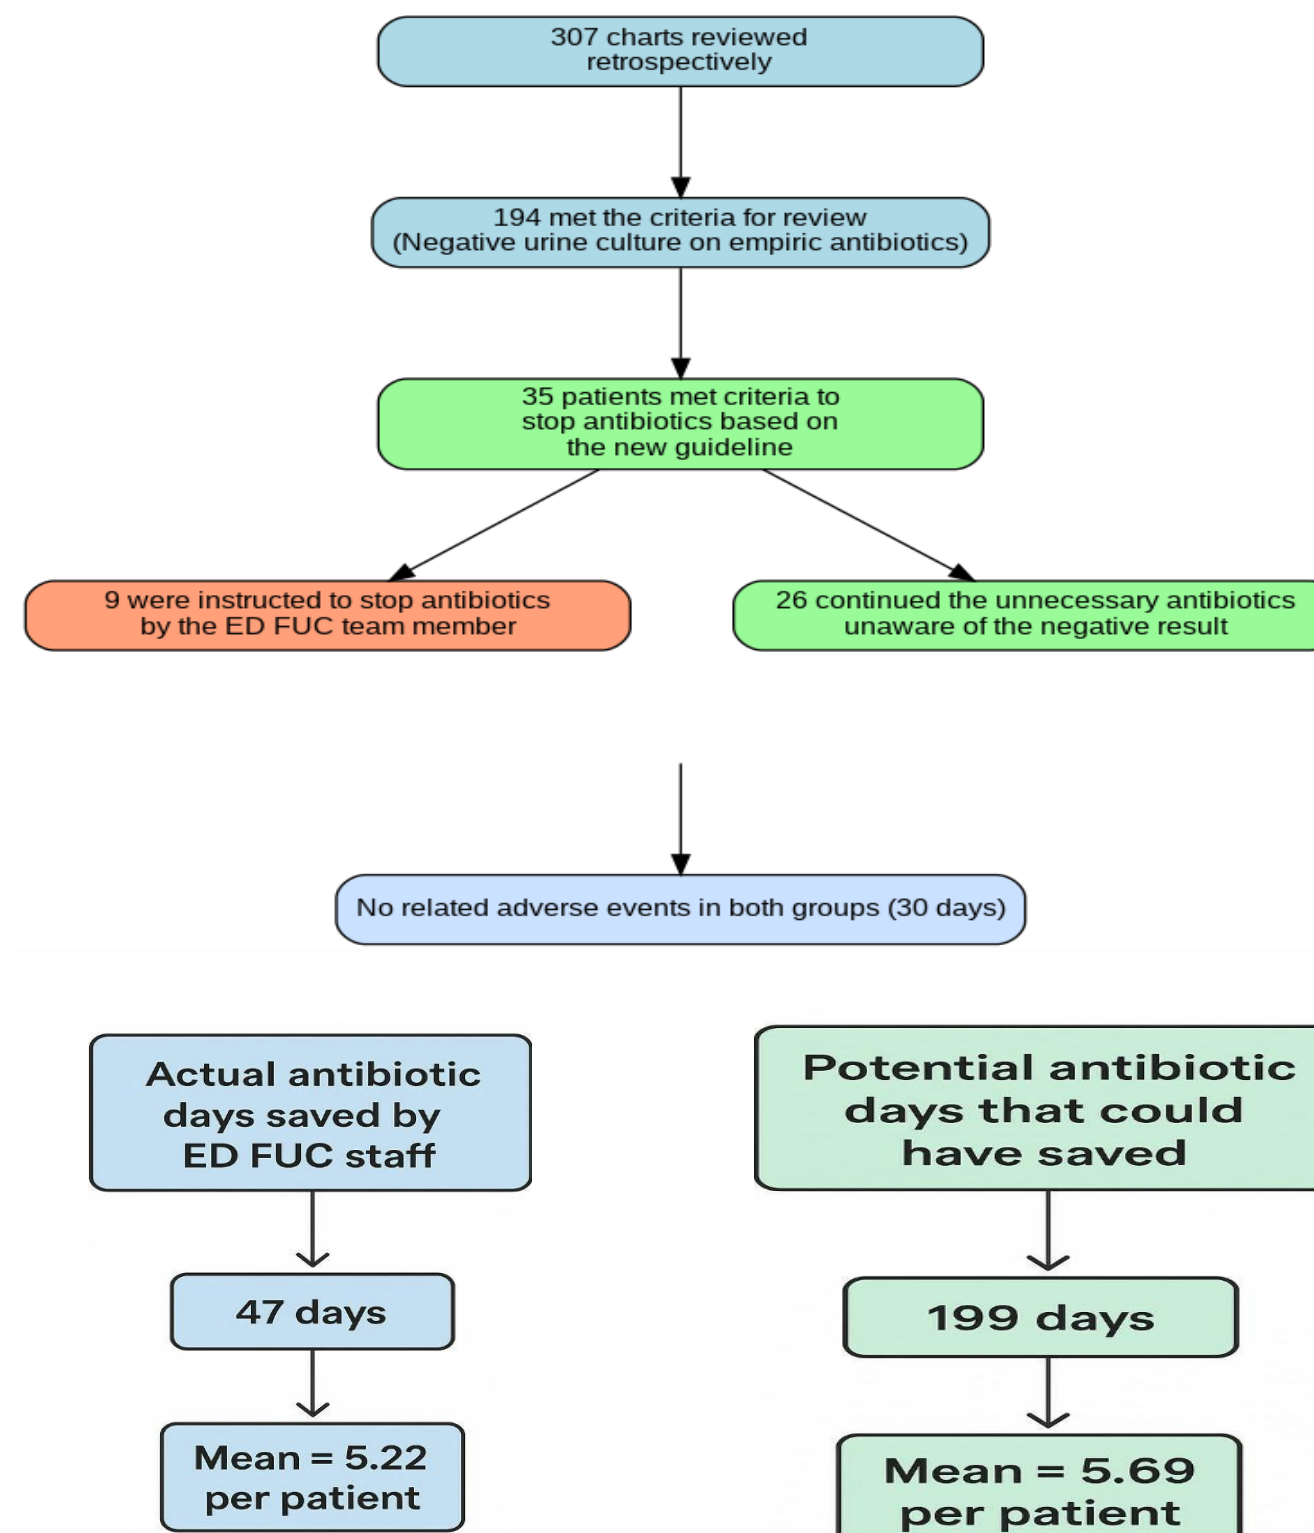 307 charts reviewed
retrospectively
194 met the criteria for review
(Negative urine culture on empiric antibiotics)
35 patients met criteria to
stop antibiotics based on
the new guideline
9 were instructed to stop antibiotics
by the ED FUC team member
26 continued the unnecessary antibiotics
unaware of the negative result
No related adverse events in both groups (30 days)
Actual antibiotic
days saved by
ED FUC staff
47 days
Mean = 5.22
per patient
Potential antibiotic
days that could
have saved
199 days
Mean = 5.69
per patient